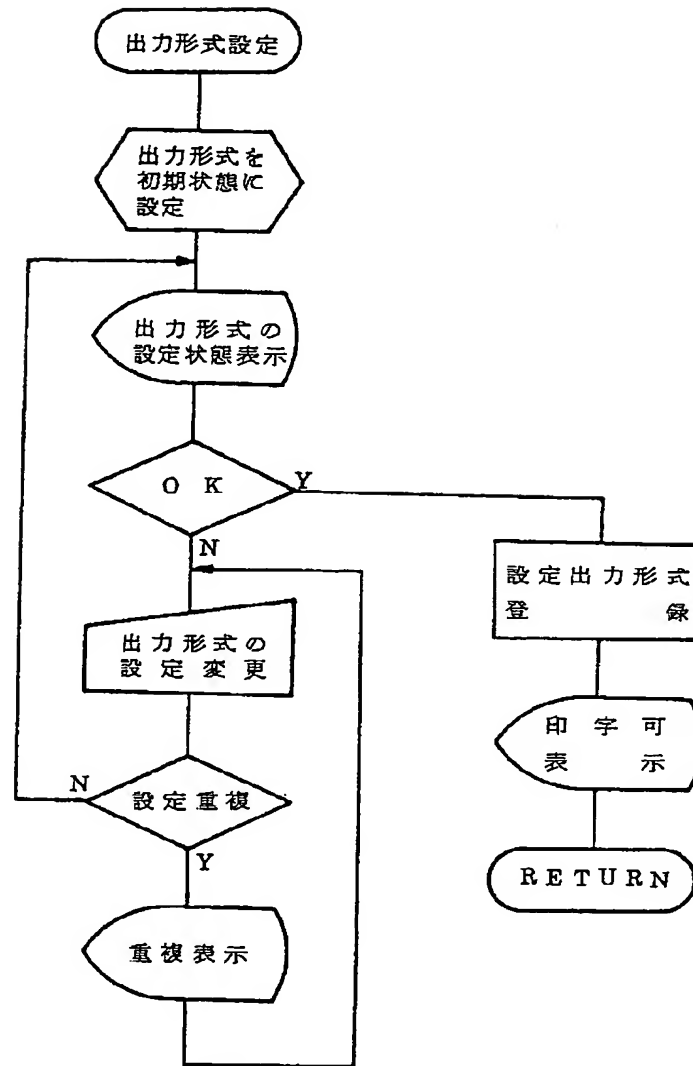 出力形式設定
出力形式を
初期状態に
設定
出力形式の
設定状態表示
OK
Y
N
出力形式の
設定変更
設定重複
N
Y
重複表示
設定出力形式
登録
印字可
表示
RETURN